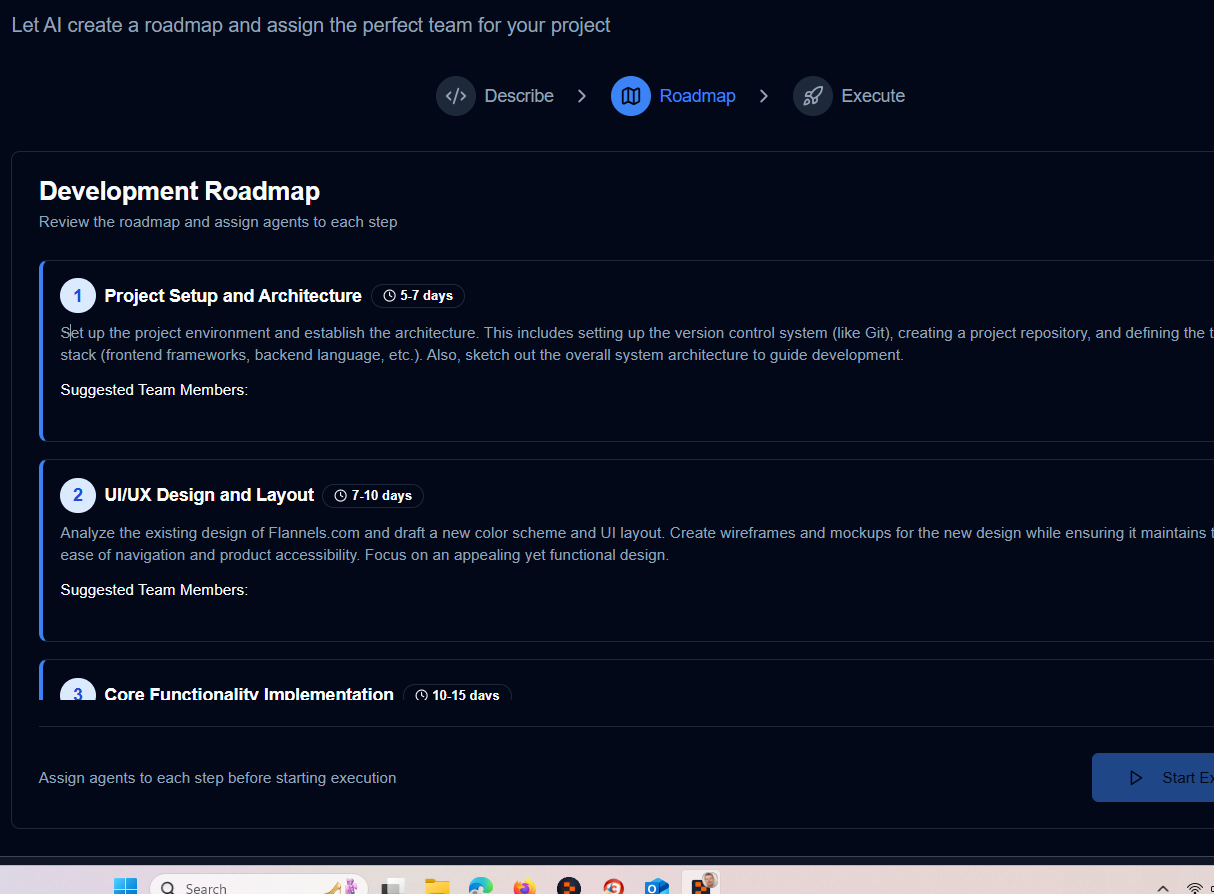 Let AI create a roadmap and assign the perfect team for your project
Describe
Roadmap
Execute
Development Roadmap
Review the roadmap and assign agents to each step
1 Project Setup and Architecture 5-7 days
Set up the project environment and establish the architecture. This includes setting up the version control system (like Git), creating a project repository, and defining the t
stack (frontend frameworks, backend language, etc.). Also, sketch out the overall system architecture to guide development.
Suggested Team Members:
2 UI/UX Design and Layout 7-10 days
Analyze the existing design of Flannels.com and draft a new color scheme and UI layout. Create wireframes and mockups for the new design while ensuring it maintains t
ease of navigation and product accessibility. Focus on an appealing yet functional design.
Suggested Team Members:
3 Core Functionality Implementation 10-15 days
Assign agents to each step before starting execution
Start Ex
Search